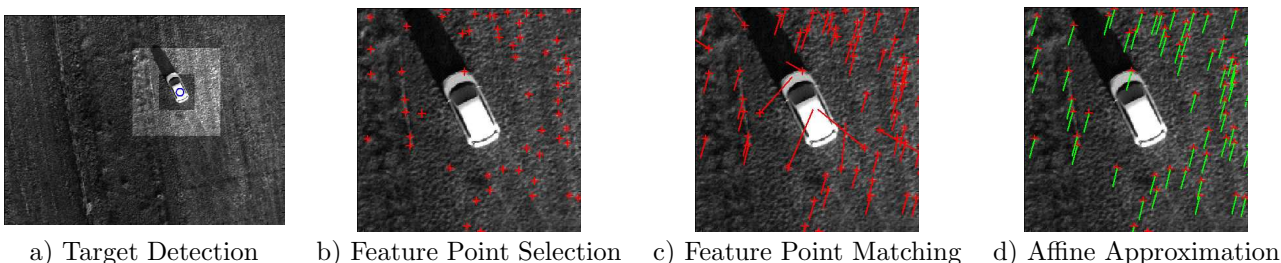 a) Target Detection
b) Feature Point Selection
c) Feature Point Matching
d) Affine Approximation